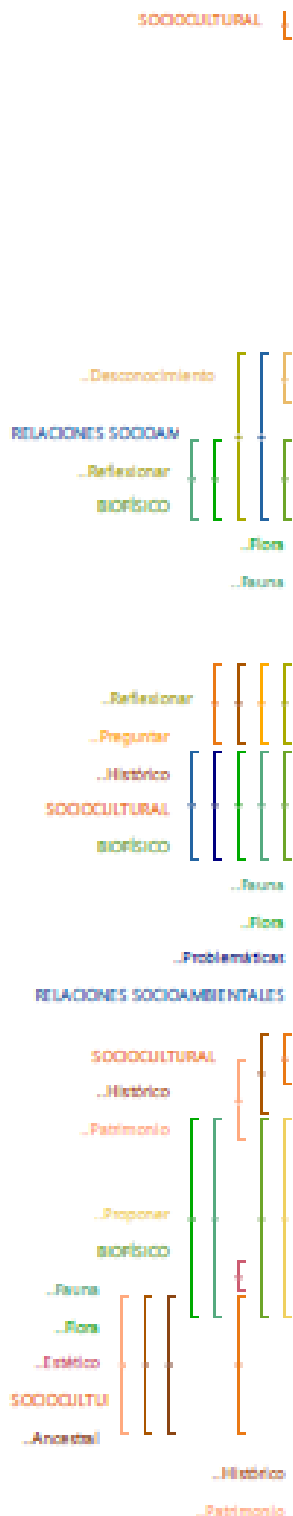 SOCIOCULTURAL
..Desconocimiento
RELACIONES SOCIOAM
..Reflexionar
BIOFÍSICO
..Flora
..Fauna
..Reflexionar
..Preguntar
..Histórico
SOCIOCULTURAL
BIOFÍSICO
..Fauna
..Flora
..Problemáticas
RELACIONES SOCIOAMBIENTALES
SOCIOCULTURAL
..Histórico
..Patrimonio
..Proponer
BIOFÍSICO
..Fauna
..Flora
..Estético
SOCIOCULTUI
..Ancestral
..Histórico
..Patrimonio